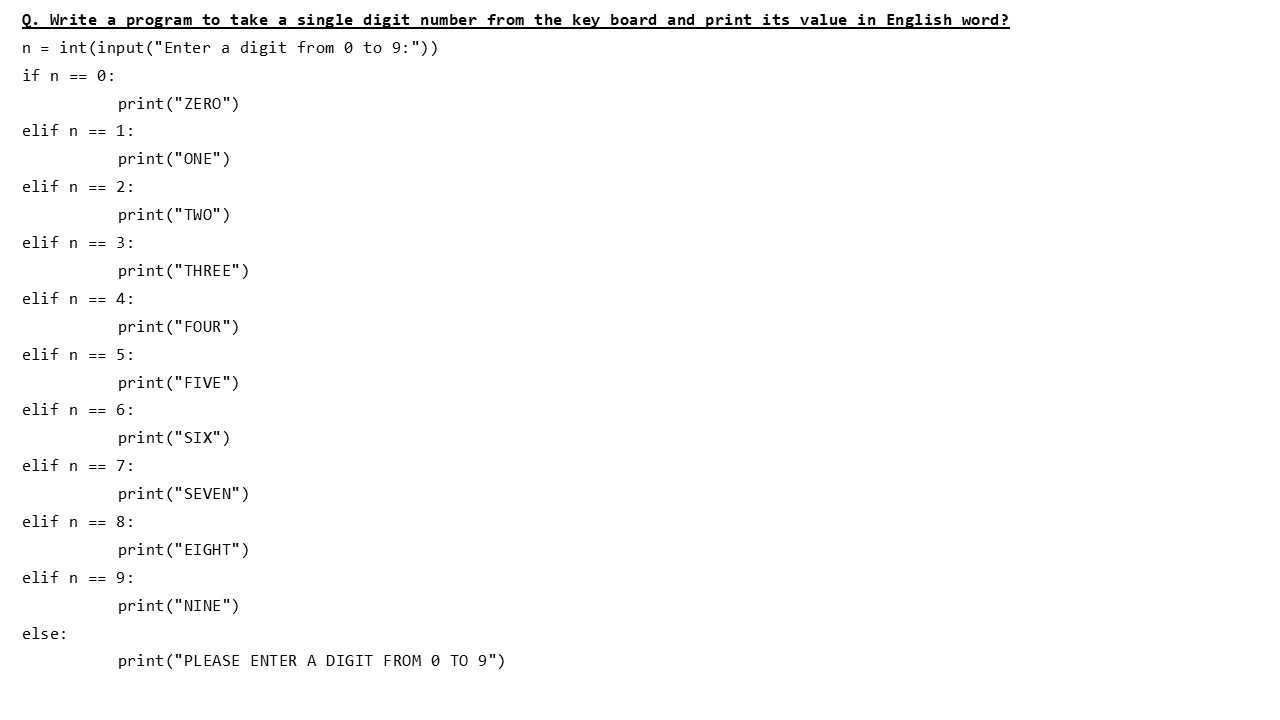 Q. Write a program to take a single digit number from the key board and print its value in English word?
n = int(input("Enter a digit from 0 to 9:"))
if n == 0:
print("ZERO")
elif n == 1:
print("ONE")
elif n == 2:
print("TWO")
elif n == 3:
print("THREE")
elif n == 4:
print("FOUR")
elif n == 5:
print("FIVE")
elif n == 6:
print("SIX")
elif n == 7:
print("SEVEN")
elif n == 8:
print("EIGHT")
elif n == 9:
print("NINE")
else:
print("PLEASE ENTER A DIGIT FROM 0 TO 9")